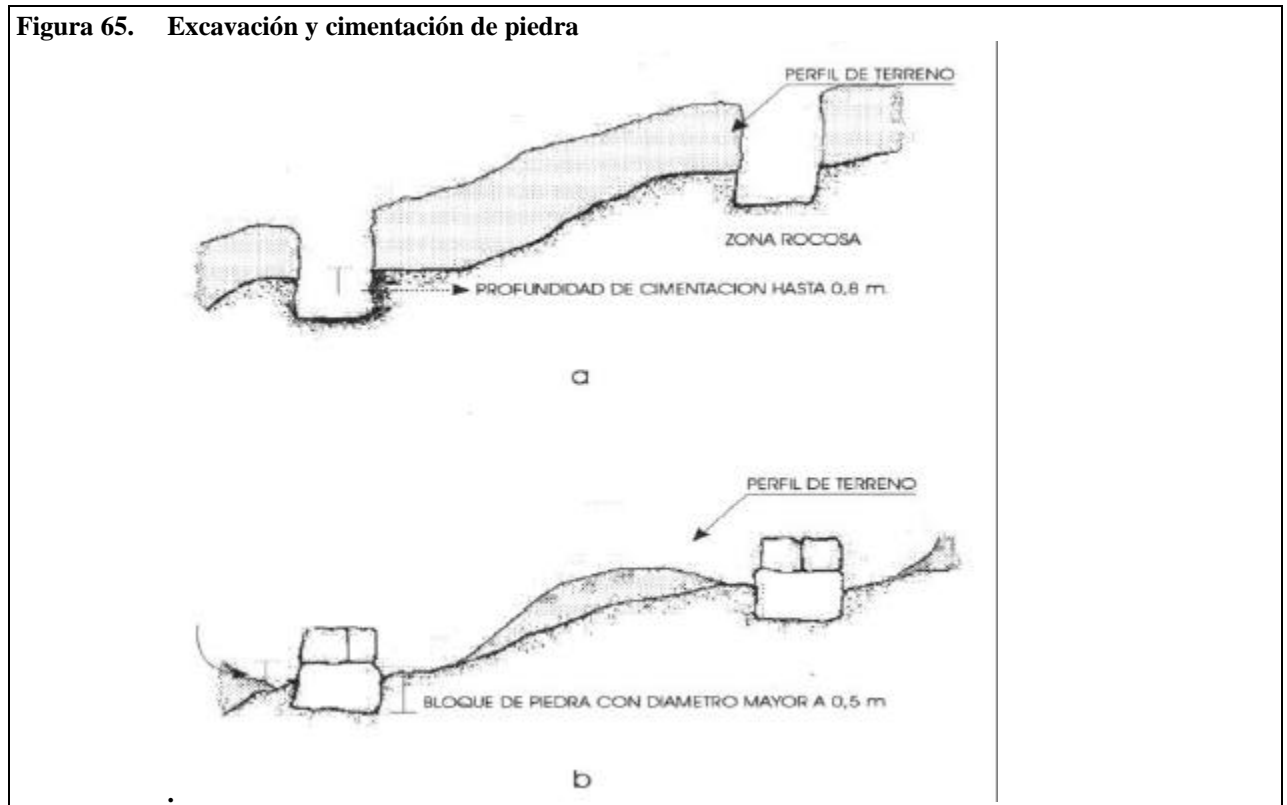 Figura 65. Excavación y cimentación de piedra
PERFIL DE TERRENO
ZONA ROCOSA
PROFUNDIDAD DE CIMENTACION HASTA 0,8 m.
a
PERFIL DE TERRENO
BLOQUE DE PIEDRA CON DIAMETRO MAYOR A 0,5 m
b
.